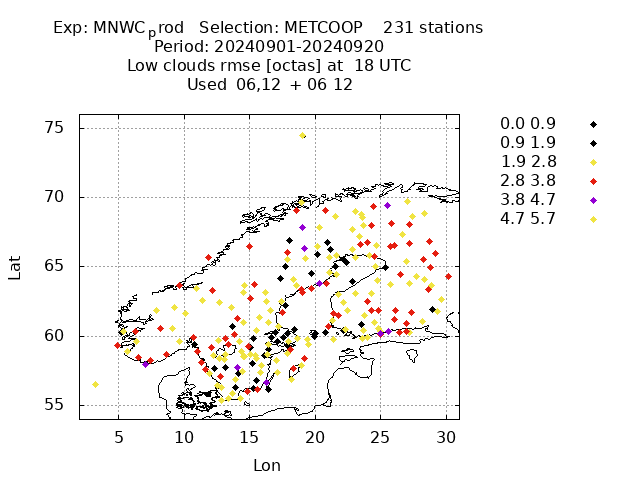 Exp: MNWCprod Selection: METCOOP 231 stations
Period: 20240901-20240920
Low clouds rmse [octas] at 18 UTC
Used 06,12 + 06 12
75
70
65
60
55
Lat
5 10 15 20 25 30
Lon
0.0 0.9
0.9 1.9
1.9 2.8
2.8 3.8
3.8 4.7
4.7 5.7